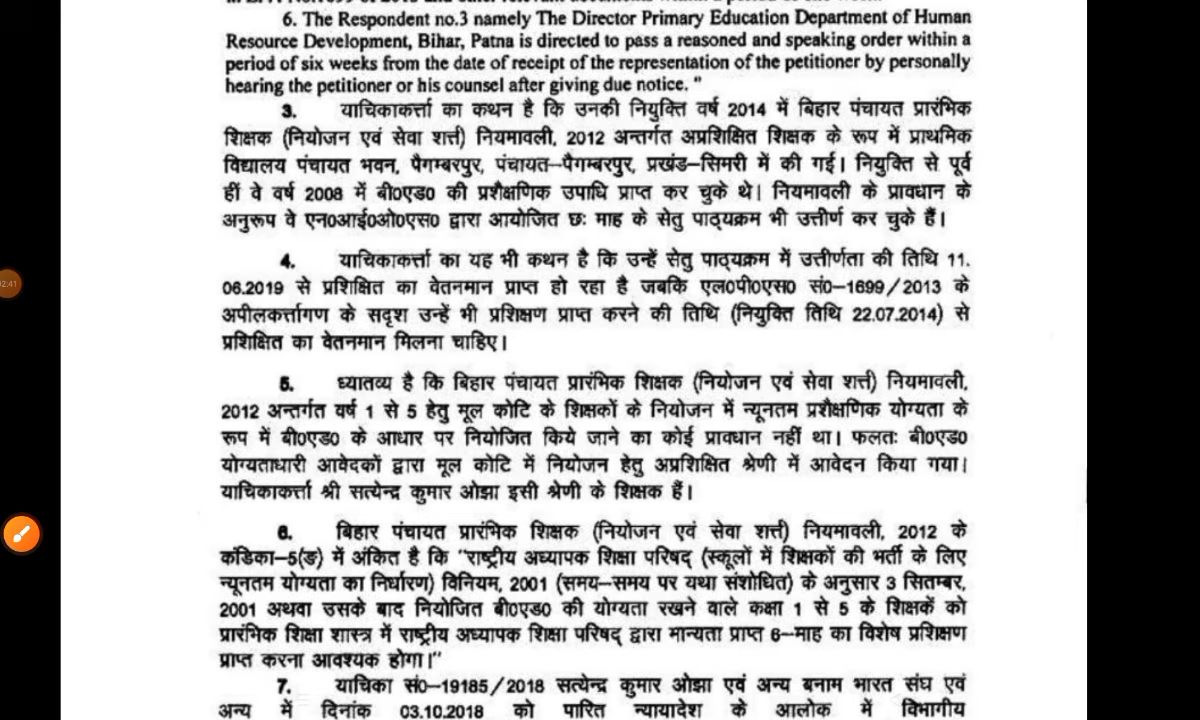 6. The Respondent no.3 namely The Director Primary Education Department of Human
Resource Development, Bihar, Patna is directed to pass a reasoned and speaking order within a
period of six weeks from the date of receipt of the representation of the petitioner by personally
hearing the petitioner or his counsel after giving due notice. "
3. याचिकाकर्त्ता का कथन है कि उनकी नियुक्ति वर्ष 2014 में बिहार पंचायत प्रारंभिक
शिक्षक (नियोजन एवं सेवा शर्त्त) नियमावली, 2012 अन्तर्गत अप्रशिक्षित शिक्षक के रूप में प्राथमिक
विद्यालय पंचायत भवन, पैगम्बरपुर, पंचायत–पैगम्बरपुर, प्रखंड–सिमरी में की गई। नियुक्ति से पूर्व
हीं वे वर्ष 2008 में बी०एड० की प्रशैक्षणिक उपाधि प्राप्त कर चुके थे। नियमावली के प्रावधान के
अनुरूप वे एन०आई०ओ०एस० द्वारा आयोजित छः माह के सेतु पाठ्यक्रम भी उत्तीर्ण कर चुके हैं।
4. याचिकाकर्त्ता का यह भी कथन है कि उन्हें सेतु पाठ्यक्रम में उत्तीर्णता की तिथि 11.
06.2019 से प्रशिक्षित का वेतनमान प्राप्त हो रहा है जबकि एल०पी०एस० सं०–1699/2013 के
अपीलकर्त्तागण के सदृश उन्हें भी प्रशिक्षण प्राप्त करने की तिथि (नियुक्ति तिथि 22.07.2014) से
प्रशिक्षित का वेतनमान मिलना चाहिए।
5. ध्यातव्य है कि बिहार पंचायत प्रारंभिक शिक्षक (नियोजन एवं सेवा शर्त्त) नियमावली,
2012 अन्तर्गत वर्ष 1 से 5 हेतु मूल कोटि के शिक्षकों के नियोजन में न्यूनतम प्रशैक्षणिक योग्यता के
रूप में बी०एड० के आधार पर नियोजित किये जाने का कोई प्रावधान नहीं था। फलतः बी०एड०
योग्यताधारी आवेदकों द्वारा मूल कोटि में नियोजन हेतु अप्रशिक्षित श्रेणी में आवेदन किया गया।
याचिकाकर्त्ता श्री सत्येन्द्र कुमार ओझा इसी श्रेणी के शिक्षक हैं।
6. बिहार पंचायत प्रारंभिक शिक्षक (नियोजन एवं सेवा शर्त्त) नियमावली, 2012 के
कंडिका–5(ङ) में अंकित है कि "राष्ट्रीय अध्यापक शिक्षा परिषद् (स्कूलों में शिक्षकों की भर्ती के लिए
न्यूनतम योग्यता का निर्धारण) विनियम, 2001 (समय–समय पर यथा संशोधित) के अनुसार 3 सितम्बर,
2001 अथवा उसके बाद नियोजित बी०एड० की योग्यता रखने वाले कक्षा 1 से 5 के शिक्षकें को
प्रारंभिक शिक्षा शास्त्र में राष्ट्रीय अध्यापक शिक्षा परिषद् द्वारा मान्यता प्राप्त 6–माह का विशेष प्रशिक्षण
प्राप्त करना आवश्यक होगा।"
7. याचिका सं०–19185/2018 सत्येन्द्र कुमार ओझा एवं अन्य बनाम भारत संघ एवं
अन्य में दिनांक 03.10.2018 को पारित न्यायादेश के आलोक में विभागीय
02:41